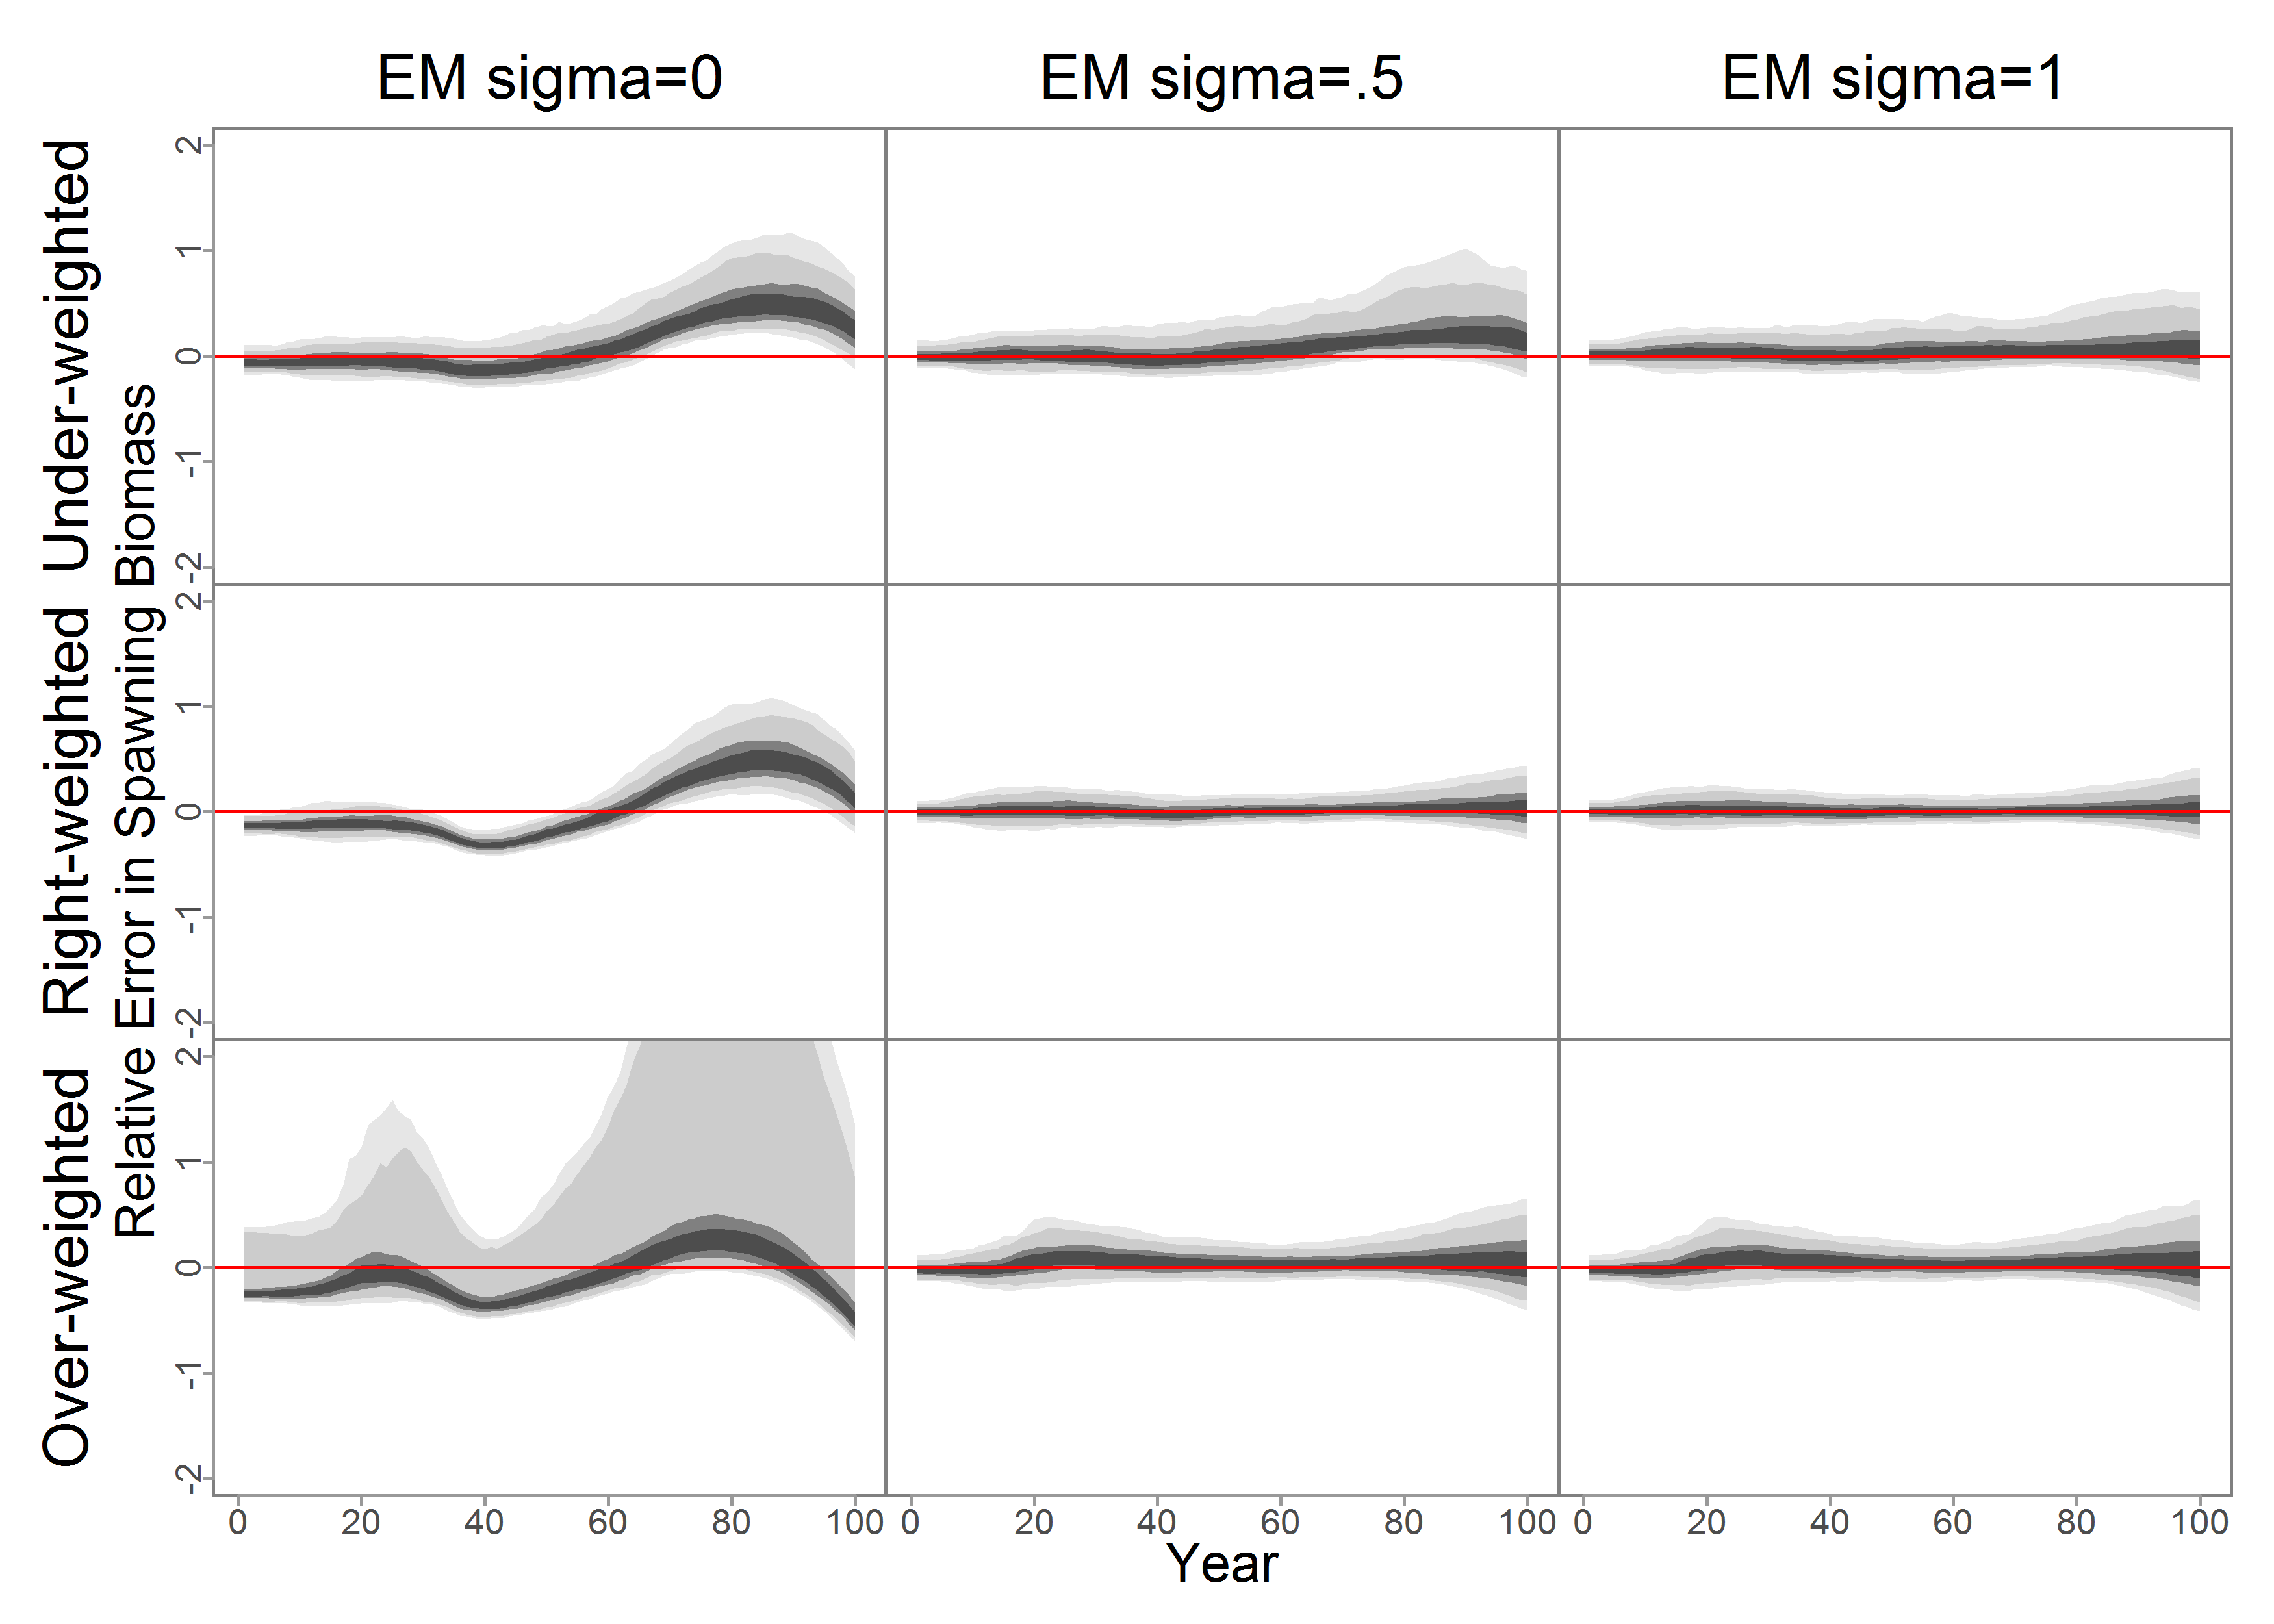 EM sigma=0
EM sigma=.5
EM sigma=1
Under-weighted
Right-weighted
Over-weighted
Relative Error in Spawning Biomass
2
1
0
-1
-2
2
1
0
-1
-2
2
1
0
-1
-2
0 20 40 60 80 100
0 20 40 60 80 100
0 20 40 60 80 100
Year